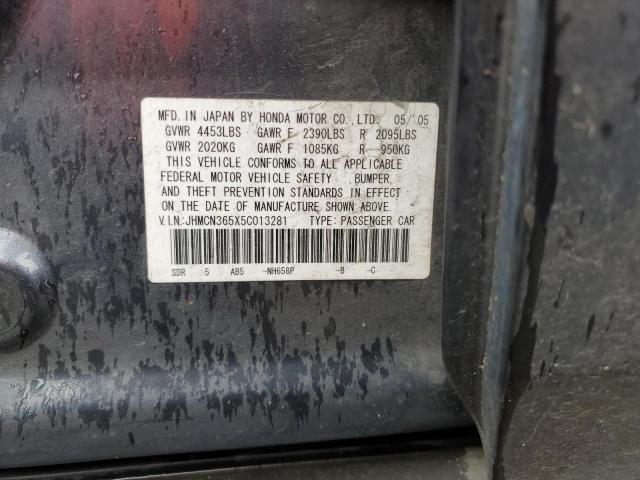 MFD. IN JAPAN BY HONDA MOTOR CO.,LTD. 05/05
GVWR 4453LBS GAWR F 2390LBS R 2095LBS
GVWR 2020KG GAWR F 1085KG R 950KG
THIS VEHICLE CONFORMS TO ALL APPLICABLE
FEDERAL MOTOR VEHICLE SAFETY ,BUMPER,
AND THEFT PREVENTION STANDARDS IN EFFECT
ON THE DATE OF MANUFACTURE SHOWN ABOVE.
V.I.N:JHMCN365X5C013281 TYPE: PASSENGER CAR
SDR 5 AB5 -NH658P -B -C